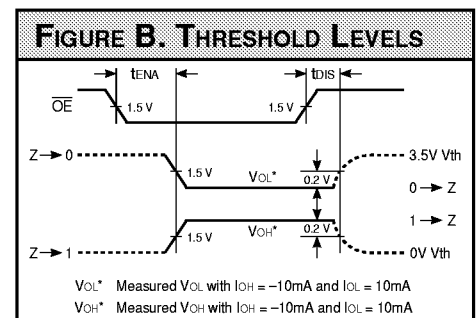 FIGURE B. THRESHOLD LEVELS
tENA
tDIS
OE
1.5 V
1.5 V
Z → 0
1.5 V
VOL*
0.2 V
3.5V Vth
0 → Z
1 → Z
Z → 1
1.5 V
VOH*
0.2 V
0V Vth
VOL* Measured VOL with IOH = –10mA and IOL = 10mA
VOH* Measured VOH with IOH = –10mA and IOL = 10mA